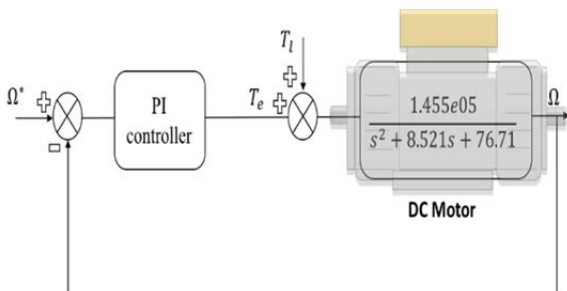 Ω*
PI
controller
T_e
T_l
1.455e05
s² + 8.521s + 76.71
Ω
DC Motor